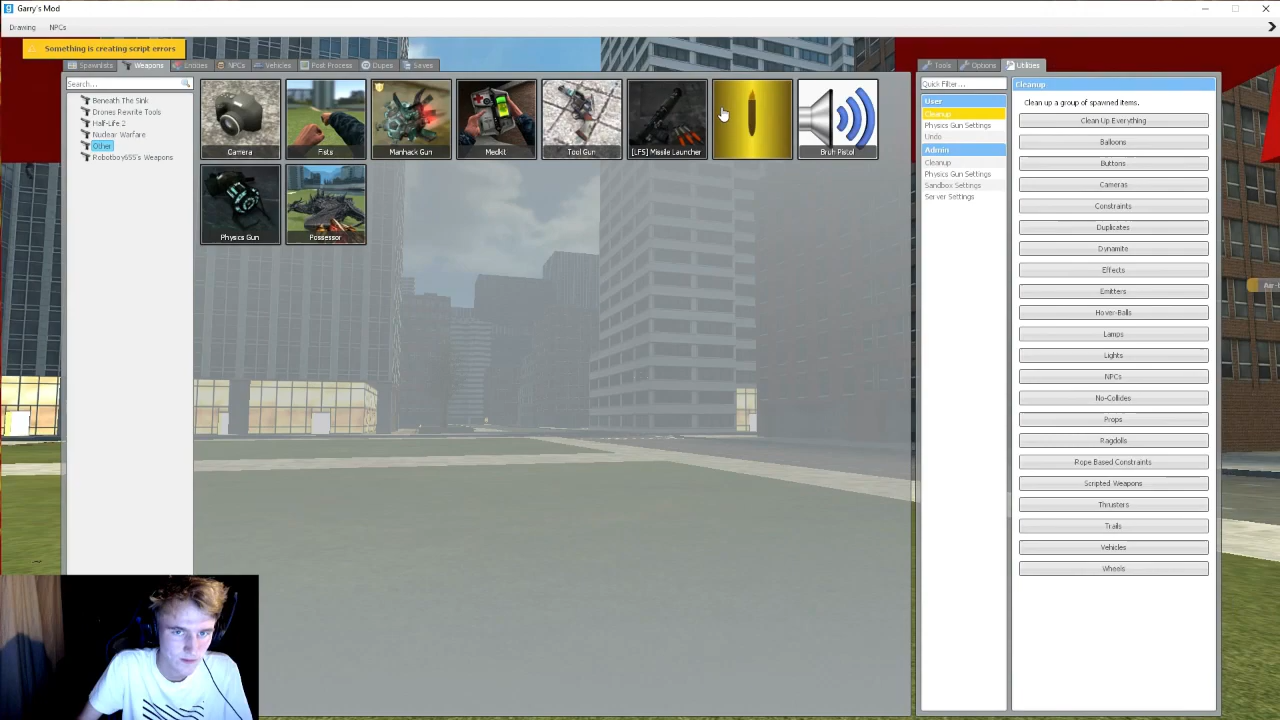 Garry's Mod
Drawing NPCs
Something is creating script errors
Spawnlists Weapons Entities NPCs Vehicles Post Process Dupes Saves
Tools Options Utilities
Search...
Beneath The Sink
Drones Rewrite Tools
Half-Life 2
Nuclear Warfare
Other
Robotboy655's Weapons
Camera
Fists
Manhack Gun
Medkit
Tool Gun
[LFS] Missile Launcher
Bruh Pistol
Physics Gun
Possessor
Quick Filter...
User
Cleanup
Physics Gun Settings
Undo
Admin
Cleanup
Physics Gun Settings
Sandbox Settings
Server Settings
Cleanup
Clean up a group of spawned items.
Clean Up Everything
Balloons
Buttons
Cameras
Constraints
Duplicates
Dynamite
Effects
Emitters
Hover-Balls
Lamps
Lights
NPCs
No-Collides
Props
Ragdolls
Rope Based Constraints
Scripted Weapons
Thrusters
Trails
Vehicles
Wheels